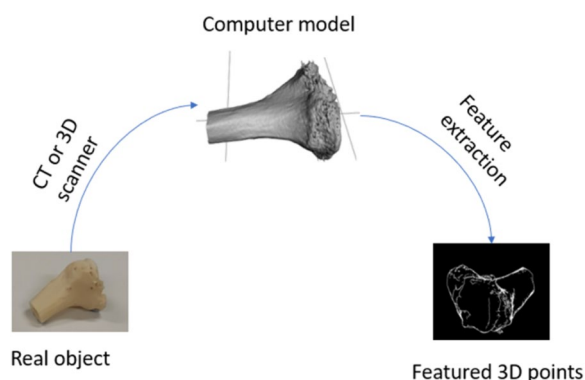 Computer model
CT or 3D
scanner
Feature
extraction
Real object
Featured 3D points